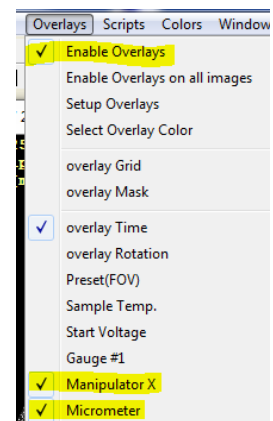 Overlays Scripts Colors Window
Enable Overlays
Enable Overlays on all images
Setup Overlays
Select Overlay Color
overlay Grid
overlay Mask
overlay Time
overlay Rotation
Preset(FOV)
Sample Temp.
Start Voltage
Gauge #1
Manipulator X
Micrometer